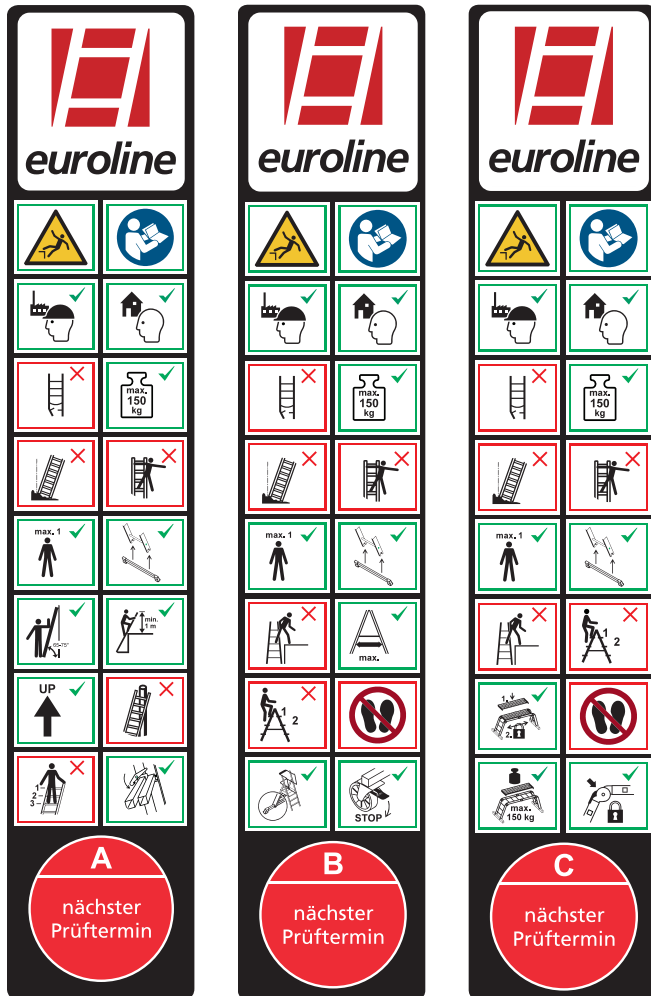 euroline
max.
150
kg
max. 1
65-75°
min.
1 m
UP
1
2
3
A
nächster
Prüftermin
euroline
max.
150
kg
max. 1
max.
1
2
STOP
B
nächster
Prüftermin
euroline
max.
150
kg
max. 1
1
2
1.
2.
max.
150 kg
C
nächster
Prüftermin